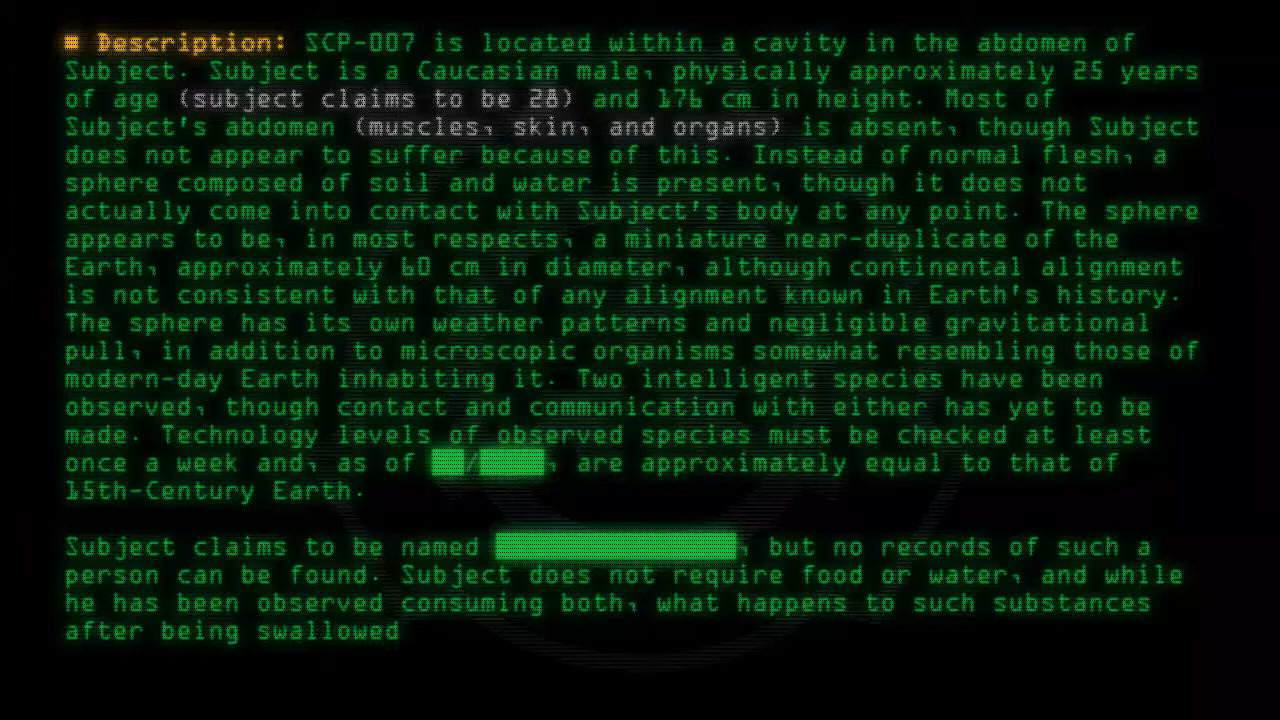 ■ Description: SCP-007 is located within a cavity in the abdomen of
Subject. Subject is a Caucasian male, physically approximately 25 years
of age (subject claims to be 28) and 176 cm in height. Most of
Subject's abdomen (muscles, skin, and organs) is absent, though Subject
does not appear to suffer because of this. Instead of normal flesh, a
sphere composed of soil and water is present, though it does not
actually come into contact with Subject's body at any point. The sphere
appears to be, in most respects, a miniature near-duplicate of the
Earth, approximately 60 cm in diameter, although continental alignment
is not consistent with that of any alignment known in Earth's history.
The sphere has its own weather patterns and negligible gravitational
pull, in addition to microscopic organisms somewhat resembling those of
modern-day Earth inhabiting it. Two intelligent species have been
observed, though contact and communication with either has yet to be
made. Technology levels of observed species must be checked at least
once a week and, as of ██/████, are approximately equal to that of
15th-Century Earth.
Subject claims to be named ███████████████, but no records of such a
person can be found. Subject does not require food or water, and while
he has been observed consuming both, what happens to such substances
after being swallowed